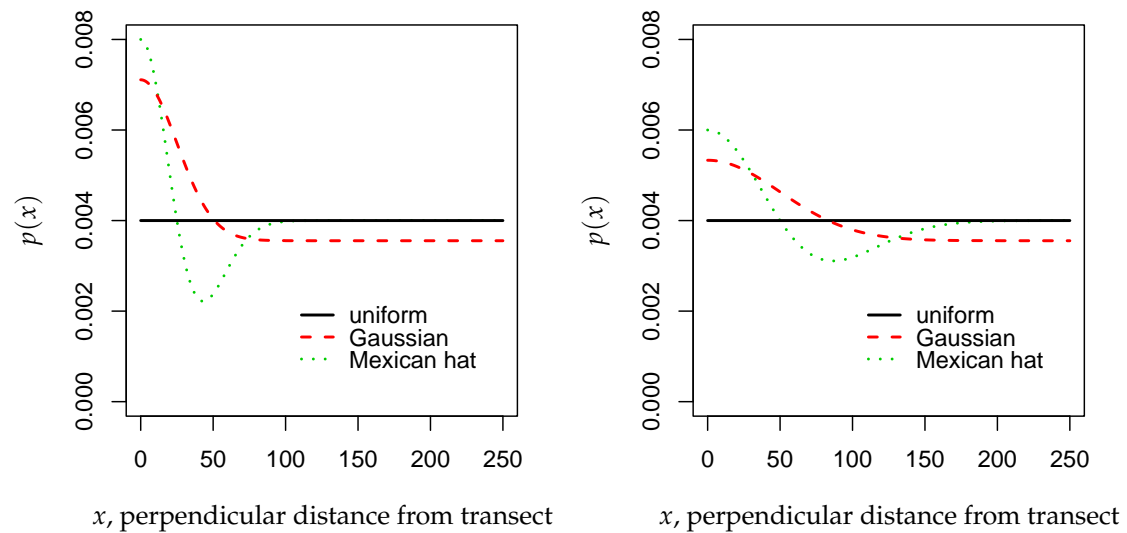 0.008
0.006
0.004
0.002
0.000
p(x)
uniform
Gaussian
Mexican hat
0 50 100 150 200 250
x, perpendicular distance from transect
0.008
0.006
0.004
0.002
0.000
p(x)
uniform
Gaussian
Mexican hat
0 50 100 150 200 250
x, perpendicular distance from transect